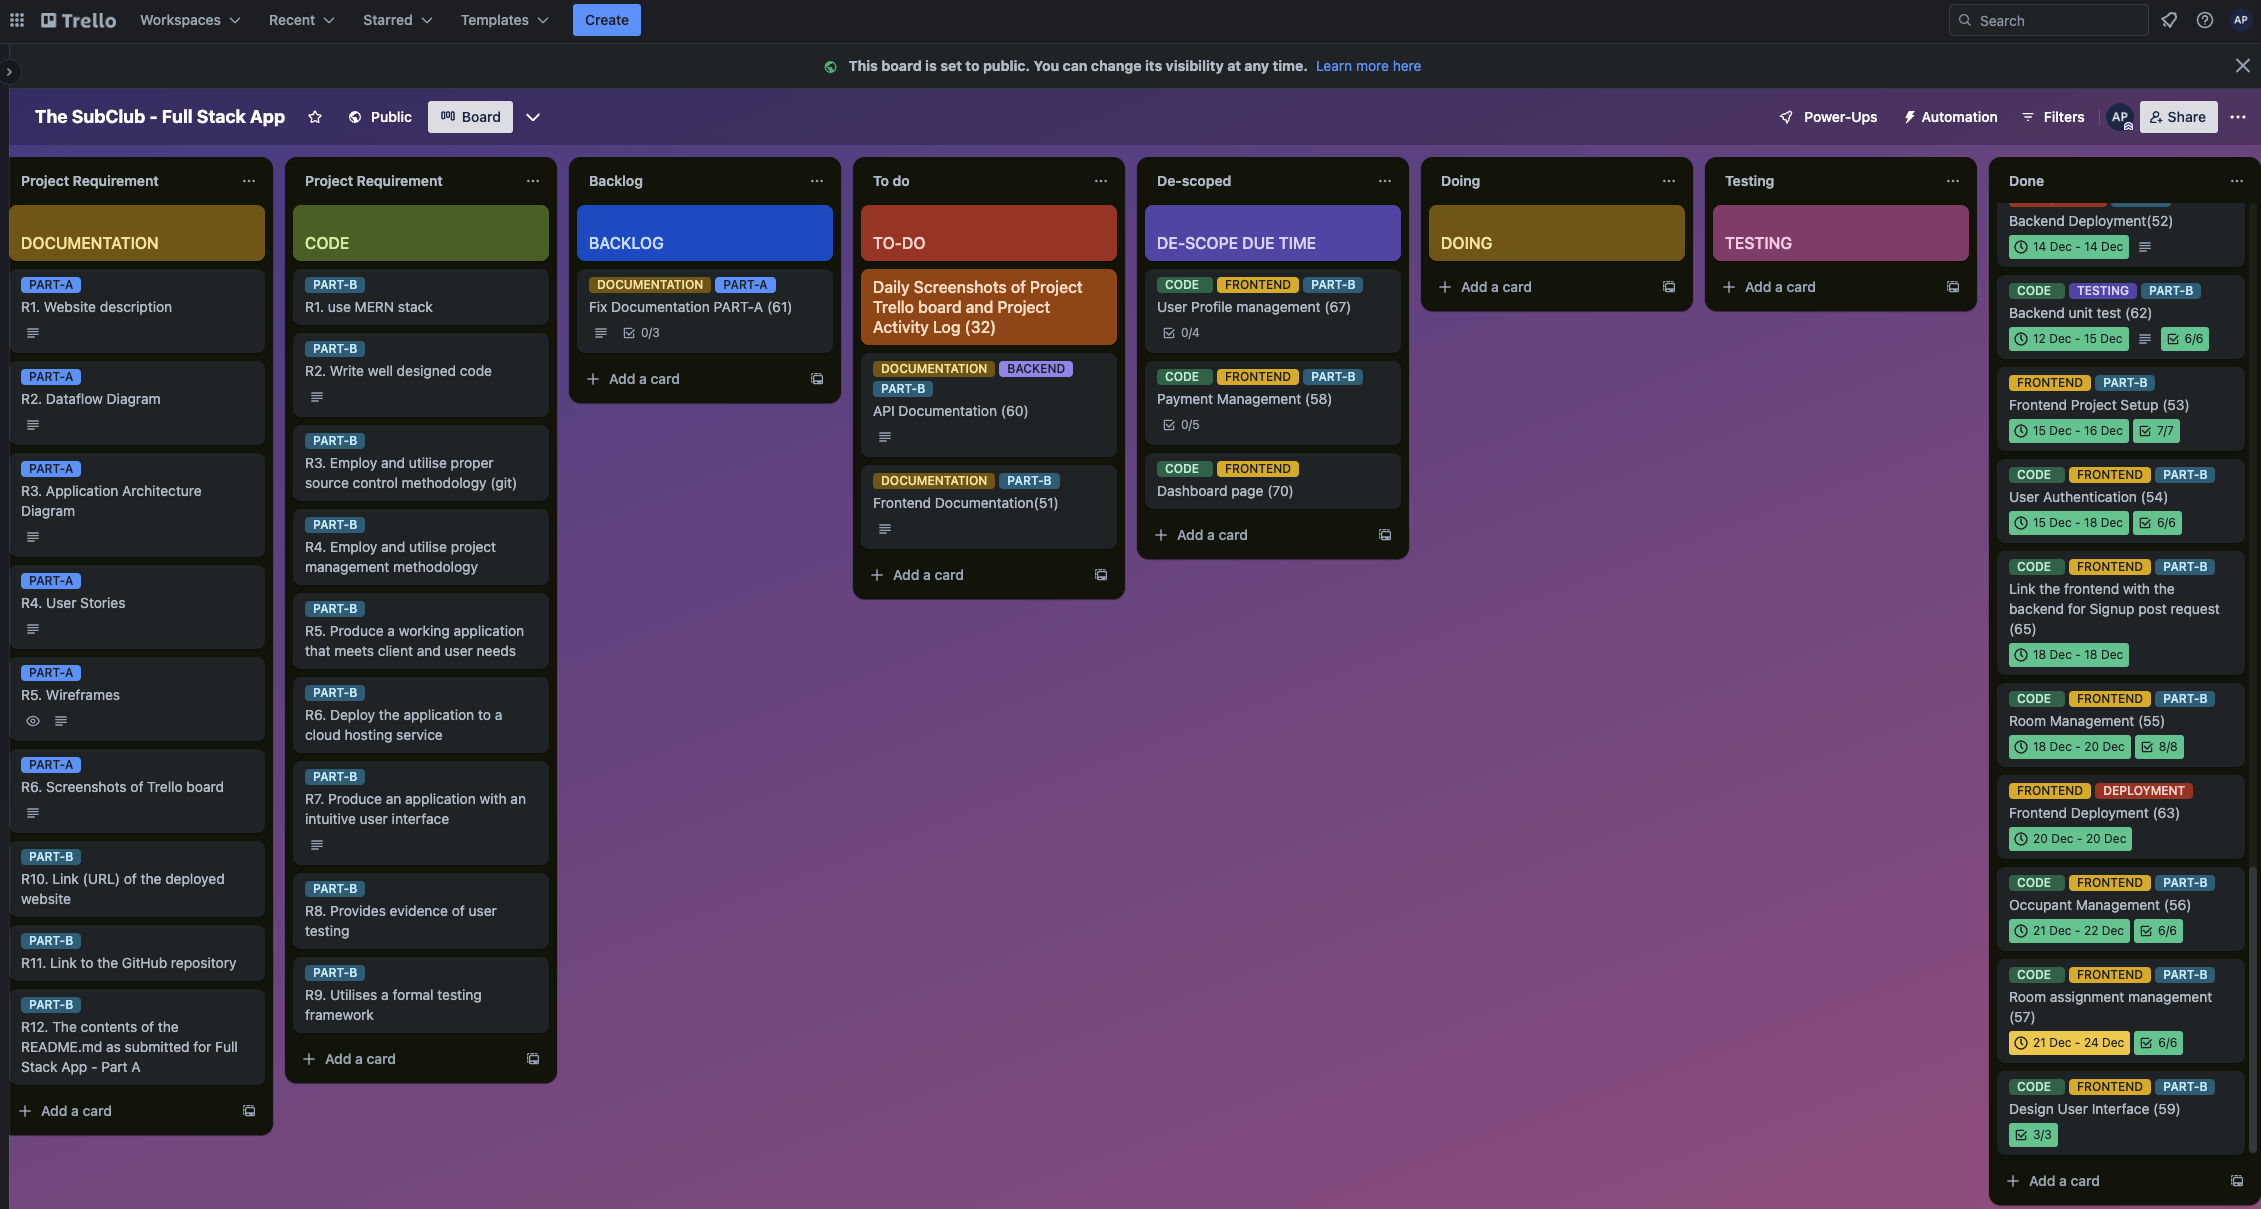 Trello
Workspaces
Recent
Starred
Templates
Create
Search
AP
This board is set to public. You can change its visibility at any time. Learn more here
The SubClub - Full Stack App
Public
Board
Power-Ups
Automation
Filters
AP
Share
Project Requirement
DOCUMENTATION
PART-A
R1. Website description
PART-A
R2. Dataflow Diagram
PART-A
R3. Application Architecture
Diagram
PART-A
R4. User Stories
PART-A
R5. Wireframes
PART-A
R6. Screenshots of Trello board
PART-B
R10. Link (URL) of the deployed
website
PART-B
R11. Link to the GitHub repository
PART-B
R12. The contents of the
README.md as submitted for Full
Stack App - Part A
Add a card
Project Requirement
CODE
PART-B
R1. use MERN stack
PART-B
R2. Write well designed code
PART-B
R3. Employ and utilise proper
source control methodology (git)
PART-B
R4. Employ and utilise project
management methodology
PART-B
R5. Produce a working application
that meets client and user needs
PART-B
R6. Deploy the application to a
cloud hosting service
PART-B
R7. Produce an application with an
intuitive user interface
PART-B
R8. Provides evidence of user
testing
PART-B
R9. Utilises a formal testing
framework
Add a card
Backlog
BACKLOG
DOCUMENTATION PART-A
Fix Documentation PART-A (61)
0/3
Add a card
To do
TO-DO
Daily Screenshots of Project
Trello board and Project
Activity Log (32)
DOCUMENTATION BACKEND
PART-B
API Documentation (60)
DOCUMENTATION PART-B
Frontend Documentation(51)
Add a card
De-scoped
DE-SCOPE DUE TIME
CODE FRONTEND PART-B
User Profile management (67)
0/4
CODE FRONTEND PART-B
Payment Management (58)
0/5
CODE FRONTEND
Dashboard page (70)
Add a card
Doing
DOING
Add a card
Testing
TESTING
Add a card
Done
Backend Deployment(52)
14 Dec - 14 Dec
CODE TESTING PART-B
Backend unit test (62)
12 Dec - 15 Dec 6/6
FRONTEND PART-B
Frontend Project Setup (53)
15 Dec - 16 Dec 7/7
CODE FRONTEND PART-B
User Authentication (54)
15 Dec - 18 Dec 6/6
CODE FRONTEND PART-B
Link the frontend with the
backend for Signup post request
(65)
18 Dec - 18 Dec
CODE FRONTEND PART-B
Room Management (55)
18 Dec - 20 Dec 8/8
FRONTEND DEPLOYMENT
Frontend Deployment (63)
20 Dec - 20 Dec
CODE FRONTEND PART-B
Occupant Management (56)
21 Dec - 22 Dec 6/6
CODE FRONTEND PART-B
Room assignment management
(57)
21 Dec - 24 Dec 6/6
CODE FRONTEND PART-B
Design User Interface (59)
3/3
Add a card